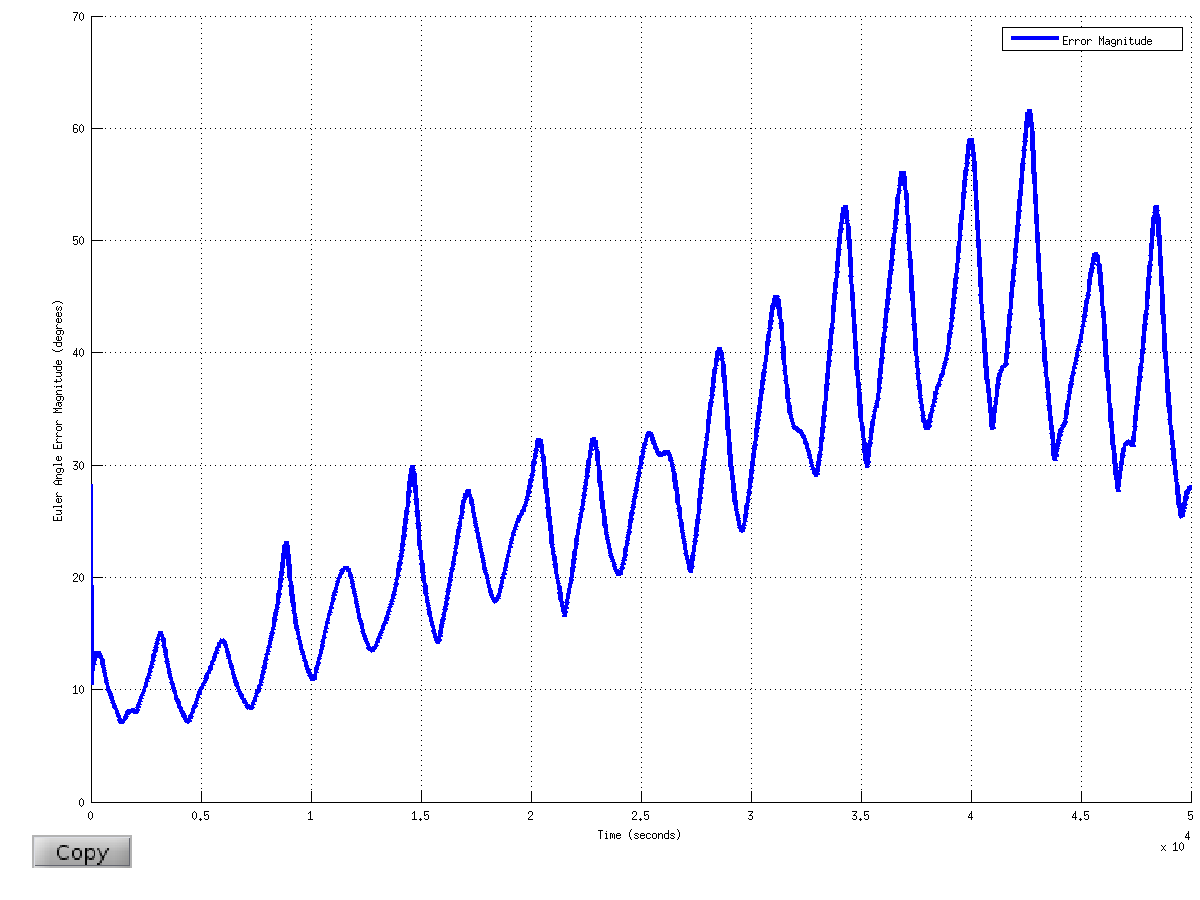 70
Error Magnitude
60
50
40
30
20
10
0
Euler Angle Error Magnitude (degrees)
0 0.5 1 1.5 2 2.5 3 3.5 4 4.5 5
Time (seconds)
x 10 4
Copy